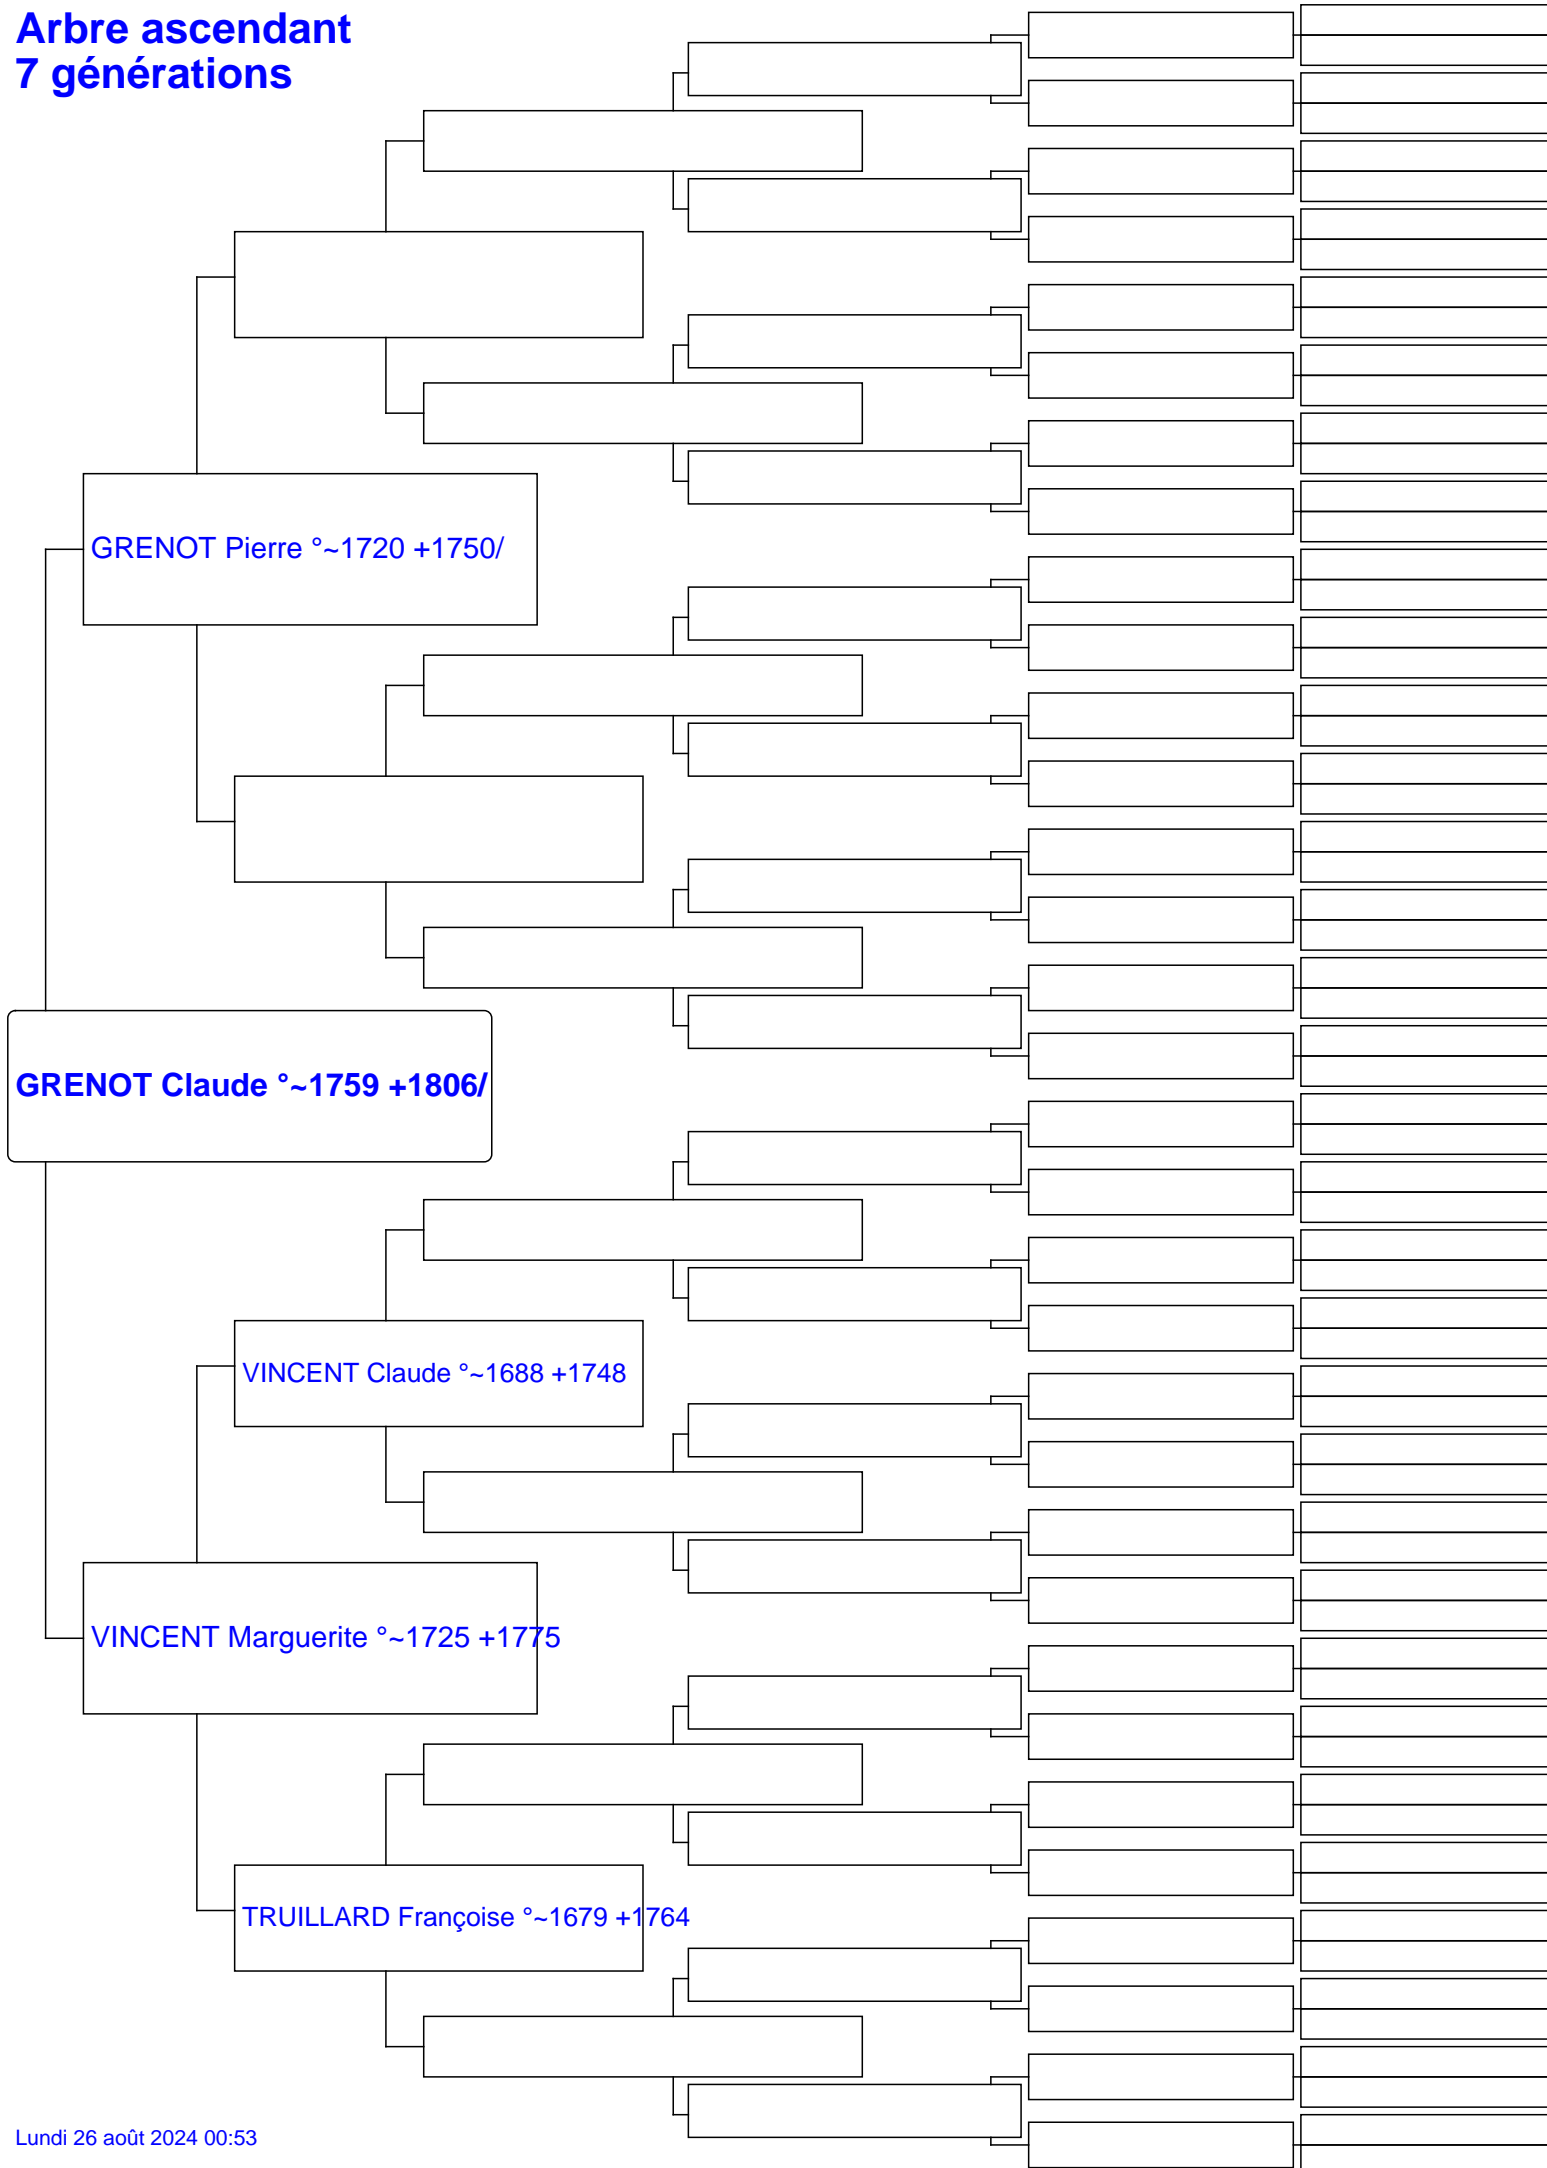 Arbre ascendant
7 générations
GRENOT Pierre °~1720 +1750/
GRENOT Claude °~1759 +1806/
VINCENT Claude °~1688 +1748
VINCENT Marguerite °~1725 +1775
TRUILLARD Françoise °~1679 +1764
Lundi 26 août 2024 00:53